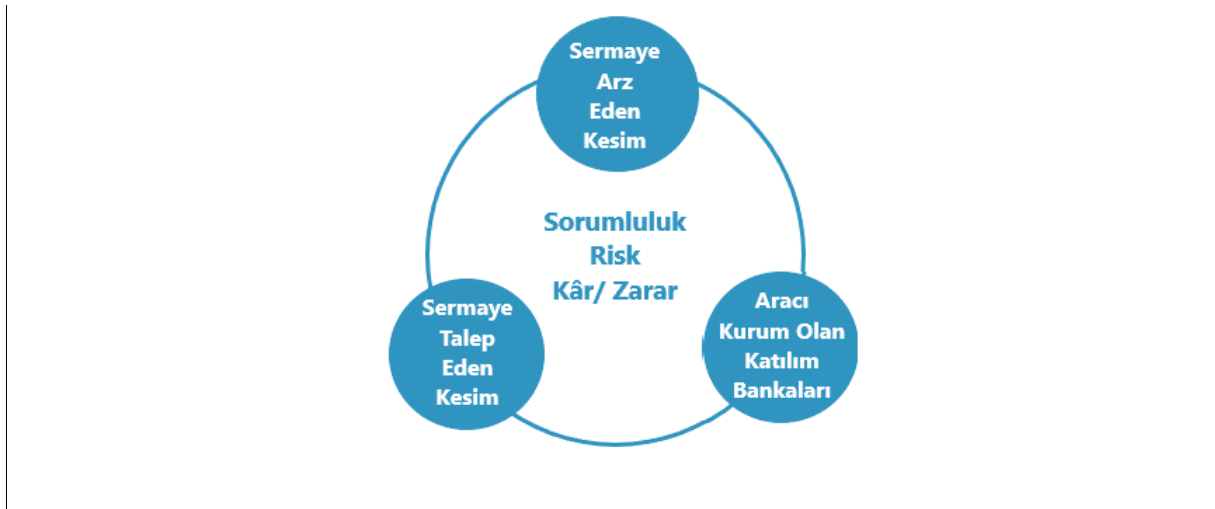 Sermaye
Arz
Eden
Kesim
Sorumluluk
Risk
Kâr/ Zarar
Sermaye
Talep
Eden
Kesim
Aracı
Kurum Olan
Katılım
Bankaları